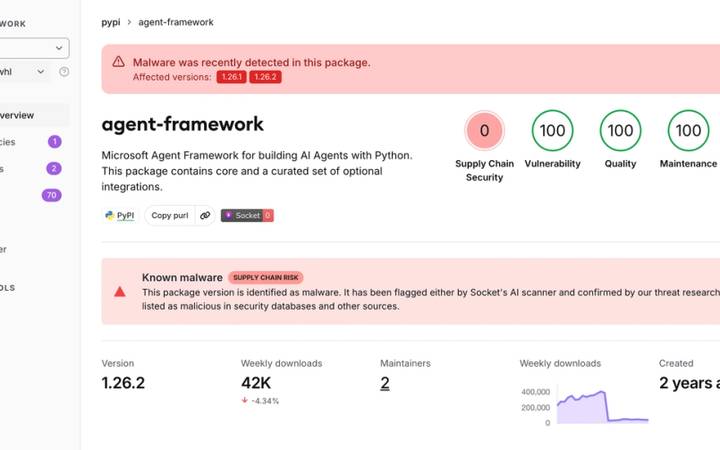 WORK
pypi > agent-framework
whl
Malware was recently detected in this package.
Affected versions: 1.26.1 1.26.2
agent-framework
Microsoft Agent Framework for building AI Agents with Python.
This package contains core and a curated set of optional
integrations.
PyPI Copy purl Socket 0
0 100 100 100
Supply Chain Security Vulnerability Quality Maintenance
verview
cies 1
s 2
70
er
OLS
Known malware SUPPLY CHAIN RISK
This package version is identified as malware. It has been flagged either by Socket's AI scanner and confirmed by our threat research
listed as malicious in security databases and other sources.
Version Weekly downloads Maintainers Weekly downloads Created
1.26.2 42K 2 2 years a
-4.34%
400,000
200,000
0